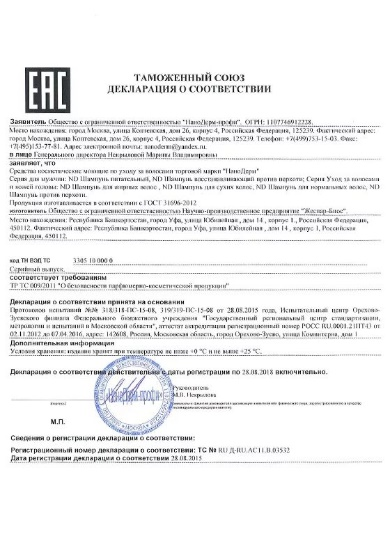 EAC
ТАМОЖЕННЫЙ СОЮЗ
ДЕКЛАРАЦИЯ О СООТВЕТСТВИИ
Заявитель Общество с ограниченной ответственностью "НаноДерм-профи", ОГРН: 1107746912228.
Место нахождения: город Москва, улица Коптевская, дом 26, корпус 4, Российская Федерация, 125239. Фактический адрес:
город Москва, улица Коптевская, дом 26, корпус 4, Российская Федерация, 125239. Телефон: +7(499)753-15-03. Факс:
+7(495)153-77-81. Адрес электронной почты: nanoderm@yandex.ru.
в лице Генерального директора Некрыловой Марины Владимировны
заявляет, что
Средства косметические моющие по уходу за волосами торговой марки "НаноДерм"
Серия для мужчин: ND Шампунь питательный, ND Шампунь восстанавливающий против перхоти; Серия Уход за волосами
и кожей головы: ND Шампунь для жирных волос, ND Шампунь для сухих волос, ND Шампунь для нормальных волос, ND
Шампунь против перхоти
Продукция изготавливается в соответствии с ГОСТ 31696-2012
изготовитель Общество с ограниченной ответственностью Научно-производственное предприятие
Место нахождения: Республика Башкортостан, город Уфа, улица Юбилейная, дом 14, корпус 1, Российская Федерация,
450112. Фактический адрес: Республика Башкортостан, город Уфа, улица Юбилейная, дом 14, корпус 1, Российская
Федерация, 450112.
код ТН ВЭД ТС 3305 10 000 0
Серийный выпуск.
соответствует требованиям
ТР ТС 009/2011 "О безопасности парфюмерно-косметической продукции"
Декларация о соответствии принята на основании
Протоколов испытаний №№ 318/318-ПС-15-08, 319/319-ПС-15-08 от 28.08.2015 года, Испытательный центр Орехово-
Зуевского филиала Федерального бюджетного учреждения "Государственный региональный центр стандартизации,
метрологии и испытаний в Московской области", аттестат аккредитации регистрационный номер РОСС RU.0001.21ПТ43 от
02.11.2012 до 07.04.2016, адрес: 142608, Россия, Московская область, город Орехово-Зуево, улица Коминтерна, дом 1
Дополнительная информация
Условия хранения: изделия хранят при температуре не ниже +0 °С и не выше +25 °С.
Декларация о соответствии действительна с даты регистрации по 28.08.2018 включительно.
Руководитель
М.П. Некрылова
М.П.
Сведения о регистрации декларации о соответствии:
Регистрационный номер декларации о соответствии: ТС № RU Д-RU.АС11.В.03532
Дата регистрации декларации о соответствии 28.08.2015